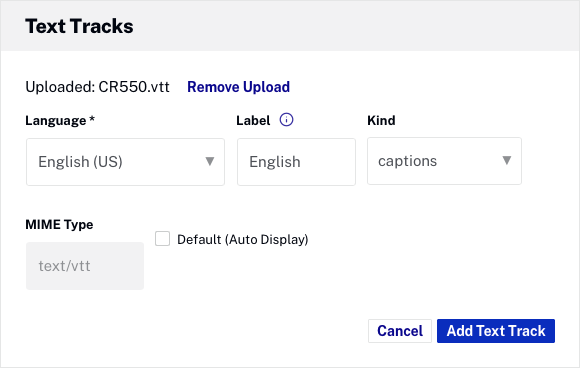 Text Tracks
Uploaded: CR550.vtt Remove Upload
Language * Label Kind
English (US) English captions
MIME Type
Default (Auto Display)
text/vtt
Cancel Add Text Track